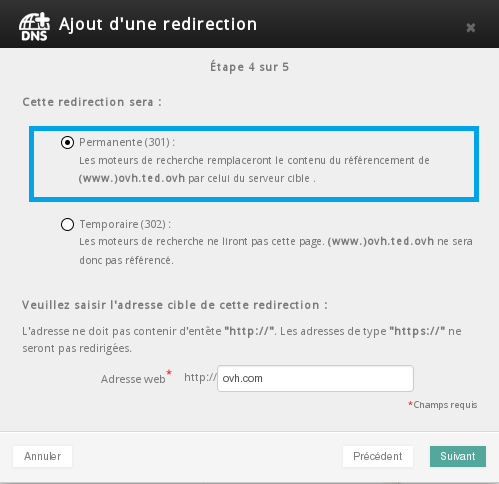 DNS
Ajout d'une redirection
Étape 4 sur 5
Cette redirection sera :
Permanente (301) :
Les moteurs de recherche remplaceront le contenu du référencement de
(www.)ovh.ted.ovh par celui du serveur cible .
Temporaire (302) :
Les moteurs de recherche ne liront pas cette page. (www.)ovh.ted.ovh ne sera
donc pas référencé.
Veuillez saisir l'adresse cible de cette redirection :
L'adresse ne doit pas contenir d'entête "http://". Les adresses de type "https://" ne
seront pas redirigées.
Adresse web* http:// ovh.com
*Champs requis
Annuler Précédent Suivant